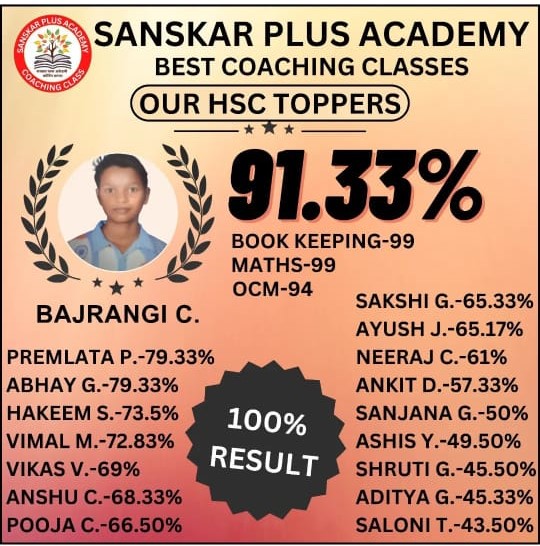 SANSKAR PLUS ACADEMY
COACHING CLASS
SANSKAR PLUS ACADEMY
BEST COACHING CLASSES
OUR HSC TOPPERS
91.33%
BOOK KEEPING-99
MATHS-99
OCM-94
BAJRANGI C.
PREMLATA P.-79.33%
ABHAY G.-79.33%
HAKEEM S.-73.5%
VIMAL M.-72.83%
VIKAS V.-69%
ANSHU C.-68.33%
POOJA C.-66.50%
100%
RESULT
SAKSHI G.-65.33%
AYUSH J.-65.17%
NEERAJ C.-61%
ANKIT D.-57.33%
SANJANA G.-50%
ASHIS Y.-49.50%
SHRUTI G.-45.50%
ADITYA G.-45.33%
SALONI T.-43.50%